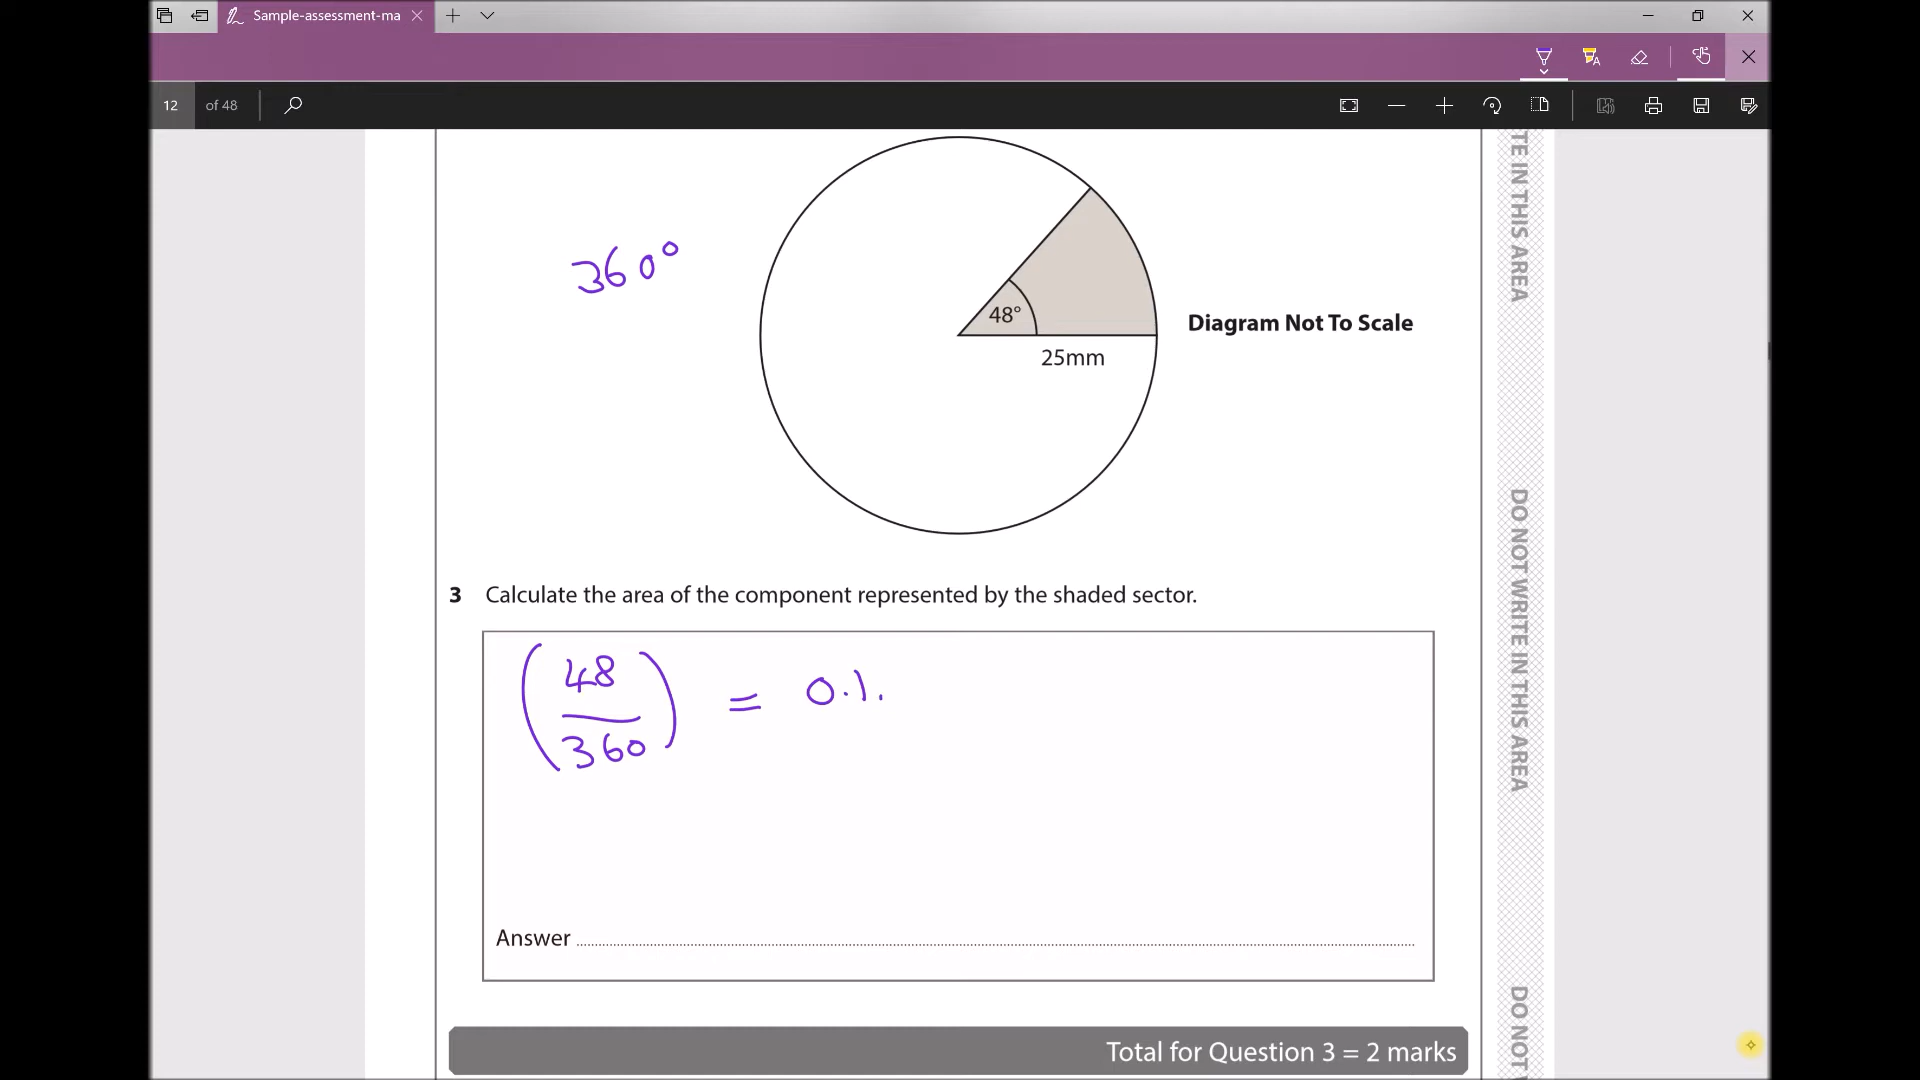 Sample-assessment-ma
12 of 48
360°
48°
25mm
Diagram Not To Scale
3 Calculate the area of the component represented by the shaded sector.
(48/360) = 0.1.
Answer
Total for Question 3 = 2 marks
TE IN THIS AREA
DO NOT WRITE IN THIS AREA
DO NOT